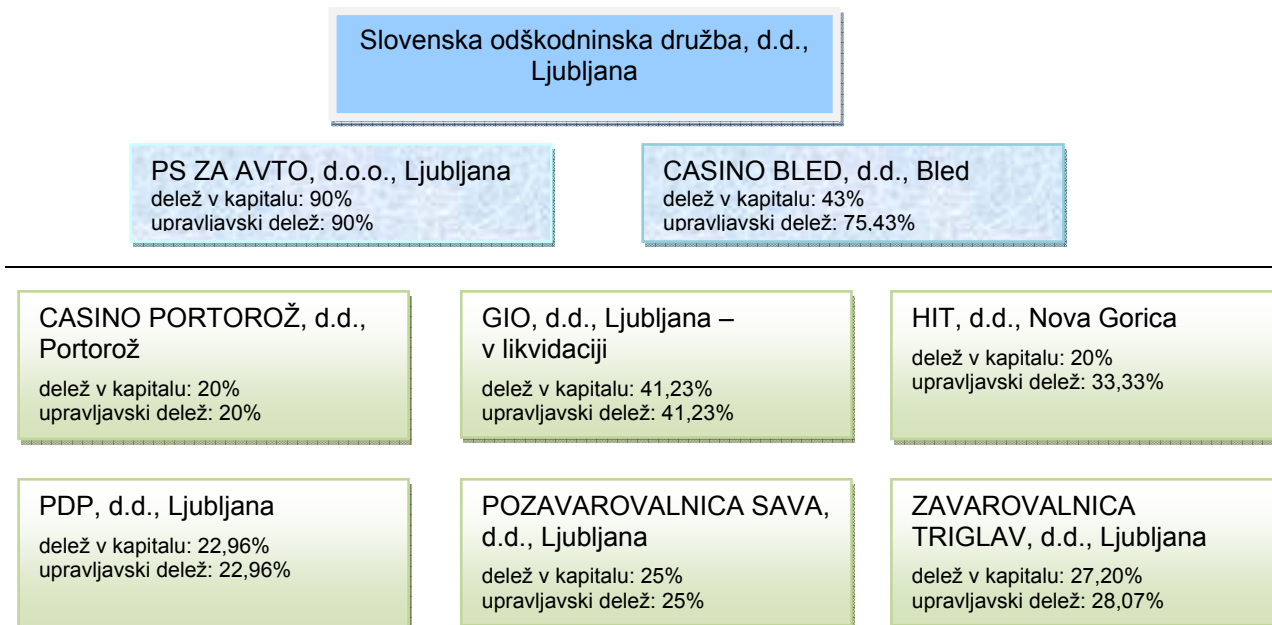 Slovenska odškodninska družba, d.d.,
Ljubljana
PS ZA AVTO, d.o.o., Ljubljana
delež v kapitalu: 90%
upravljavski delež: 90%
CASINO BLED, d.d., Bled
delež v kapitalu: 43%
upravljavski delež: 75,43%
CASINO PORTOROŽ, d.d.,
Portorož
delež v kapitalu: 20%
upravljavski delež: 20%
GIO, d.d., Ljubljana –
v likvidaciji
delež v kapitalu: 41,23%
upravljavski delež: 41,23%
HIT, d.d., Nova Gorica
delež v kapitalu: 20%
upravljavski delež: 33,33%
PDP, d.d., Ljubljana
delež v kapitalu: 22,96%
upravljavski delež: 22,96%
POZAVAROVALNICA SAVA,
d.d., Ljubljana
delež v kapitalu: 25%
upravljavski delež: 25%
ZAVAROVALNICA
TRIGLAV, d.d., Ljubljana
delež v kapitalu: 27,20%
upravljavski delež: 28,07%